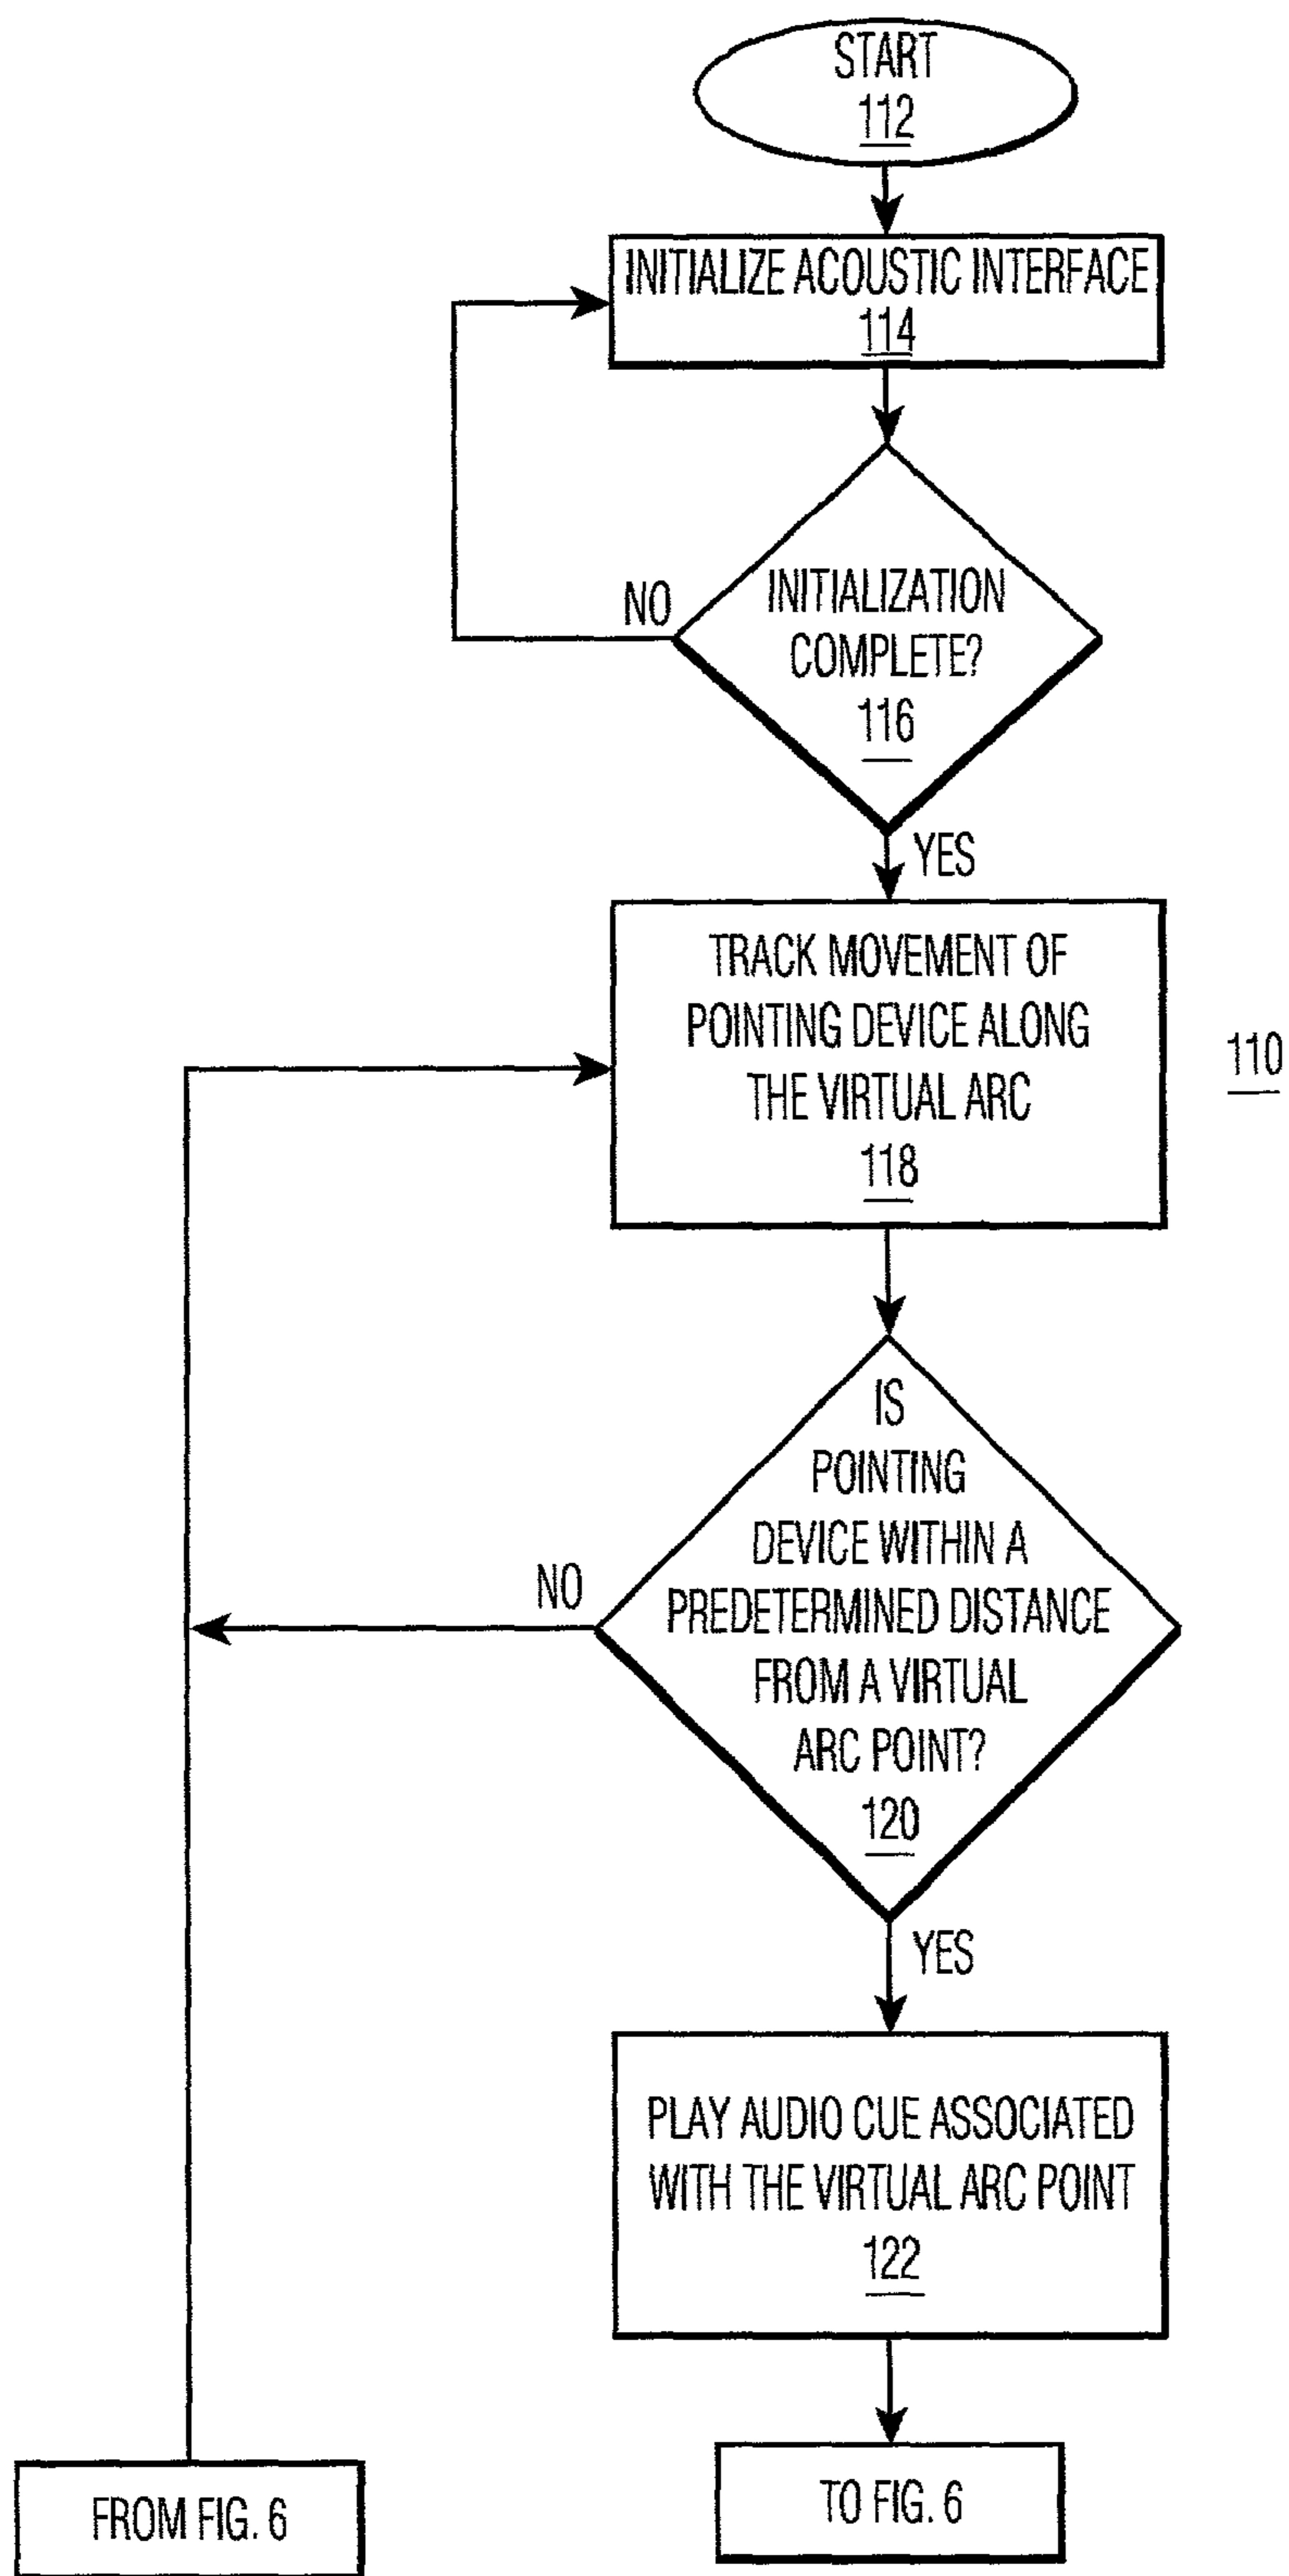 START
112
INITIALIZE ACOUSTIC INTERFACE
114
INITIALIZATION
COMPLETE?
116
NO
YES
TRACK MOVEMENT OF
POINTING DEVICE ALONG
THE VIRTUAL ARC
118
110
IS
POINTING
DEVICE WITHIN A
PREDETERMINED DISTANCE
FROM A VIRTUAL
ARC POINT?
120
NO
YES
PLAY AUDIO CUE ASSOCIATED
WITH THE VIRTUAL ARC POINT
122
FROM FIG. 6
TO FIG. 6